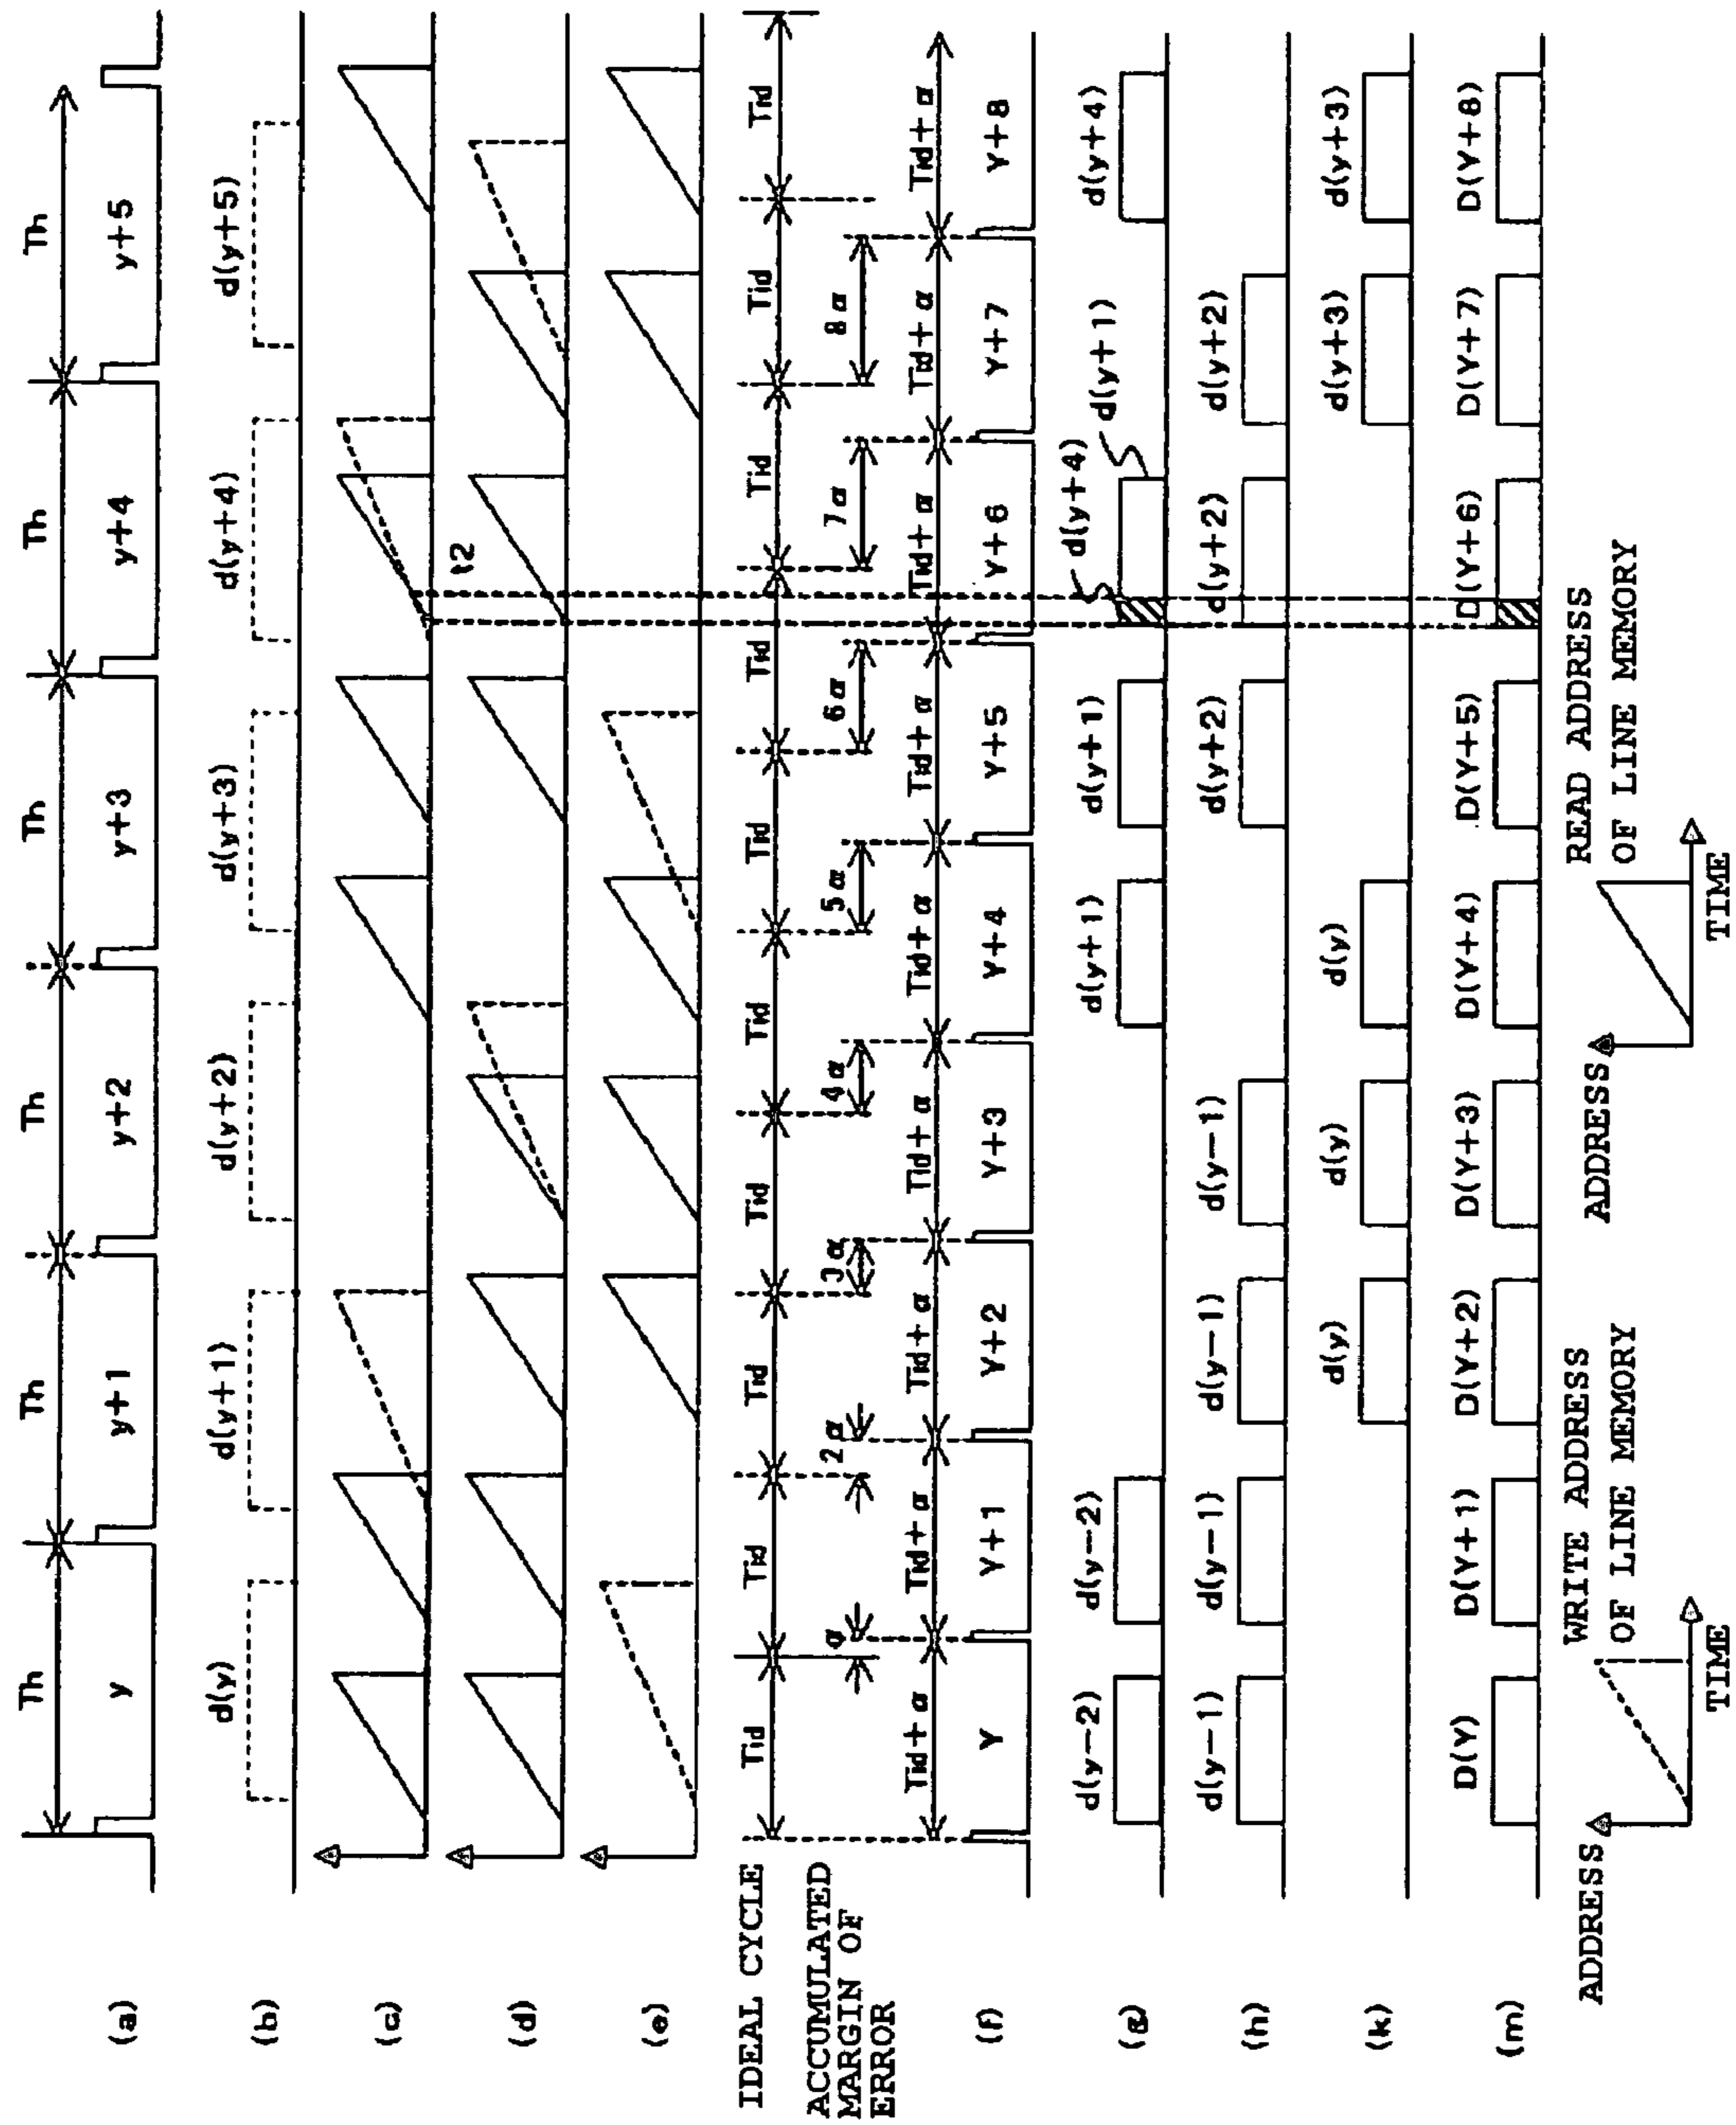 Th Th Th Th Th Th
(a) y y+1 y+2 y+3 y+4 y+5
(b) d(y) d(y+1) d(y+2) d(y+3) d(y+4) d(y+5)
(c)
t2
(d)
(e)
IDEAL CYCLE Tid Tid Tid Tid Tid Tid Tid Tid Tid Tid
ACCUMULATED
MARGIN OF
ERROR
α 2α 3α 4α 5α 6α 7α 8α
Tid+α Tid+α Tid+α Tid+α Tid+α Tid+α Tid+α Tid+α Tid+α
(f) Y Y+1 Y+2 Y+3 Y+4 Y+5 Y+6 Y+7 Y+8
(g) d(y-2) d(y-2) d(y+1) d(y+1) d(y+4) d(y+1) d(y+4)
(h) d(y-1) d(y-1) d(y-1) d(y-1) d(y+2) d(y+2) d(y+2)
(k) d(y) d(y) d(y) d(y+3) d(y+3)
(m) D(Y) D(Y+1) D(Y+2) D(Y+3) D(Y+4) D(Y+5) D(Y+6) D(Y+7) D(Y+8)
ADDRESS
TIME
WRITE ADDRESS
OF LINE MEMORY
ADDRESS
TIME
READ ADDRESS
OF LINE MEMORY